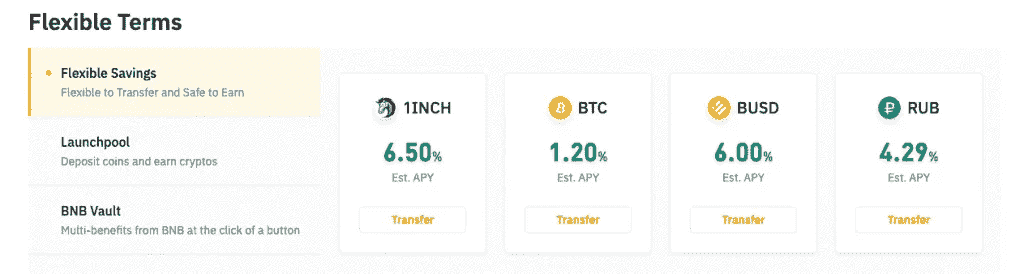 Flexible Terms
Flexible Savings
Flexible to Transfer and Safe to Earn
Launchpool
Deposit coins and earn cryptos
BNB Vault
Multi-benefits from BNB at the click of a button
1INCH
6.50%
Est. APY
Transfer
BTC
1.20%
Est. APY
Transfer
BUSD
6.00%
Est. APY
Transfer
RUB
4.29%
Est. APY
Transfer